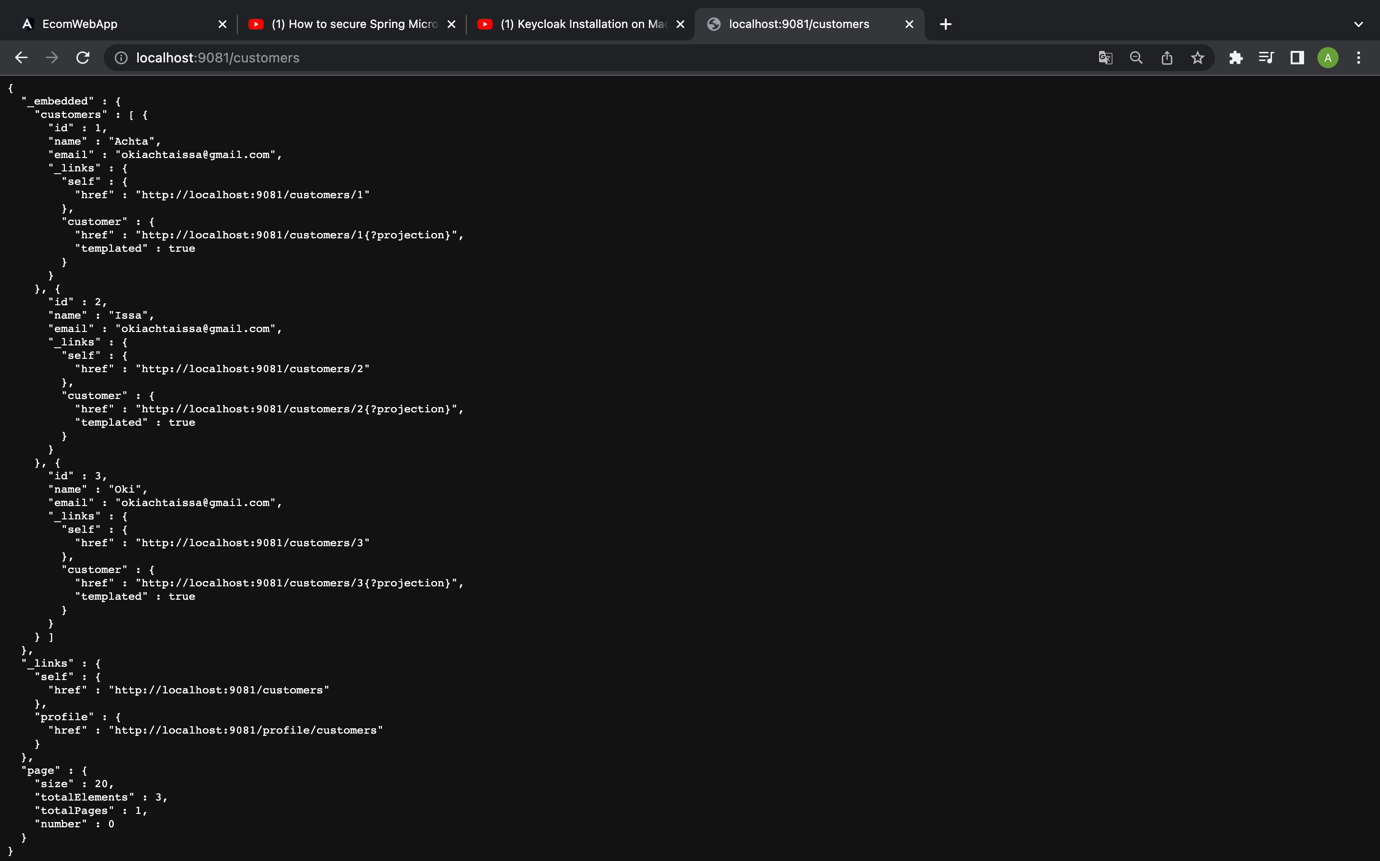 EcomWebApp
(1) How to secure Spring Micro
(1) Keycloak Installation on Mac
localhost:9081/customers
localhost:9081/customers
A
{
  "_embedded" : {
    "customers" : [ {
      "id" : 1,
      "name" : "Achta",
      "email" : "okiachtaissa@gmail.com",
      "_links" : {
        "self" : {
          "href" : "http://localhost:9081/customers/1"
        },
        "customer" : {
          "href" : "http://localhost:9081/customers/1{?projection}",
          "templated" : true
        }
      }
    }, {
      "id" : 2,
      "name" : "Issa",
      "email" : "okiachtaissa@gmail.com",
      "_links" : {
        "self" : {
          "href" : "http://localhost:9081/customers/2"
        },
        "customer" : {
          "href" : "http://localhost:9081/customers/2{?projection}",
          "templated" : true
        }
      }
    }, {
      "id" : 3,
      "name" : "Oki",
      "email" : "okiachtaissa@gmail.com",
      "_links" : {
        "self" : {
          "href" : "http://localhost:9081/customers/3"
        },
        "customer" : {
          "href" : "http://localhost:9081/customers/3{?projection}",
          "templated" : true
        }
      }
    } ]
  },
  "_links" : {
    "self" : {
      "href" : "http://localhost:9081/customers"
    },
    "profile" : {
      "href" : "http://localhost:9081/profile/customers"
    }
  },
  "page" : {
    "size" : 20,
    "totalElements" : 3,
    "totalPages" : 1,
    "number" : 0
  }
}